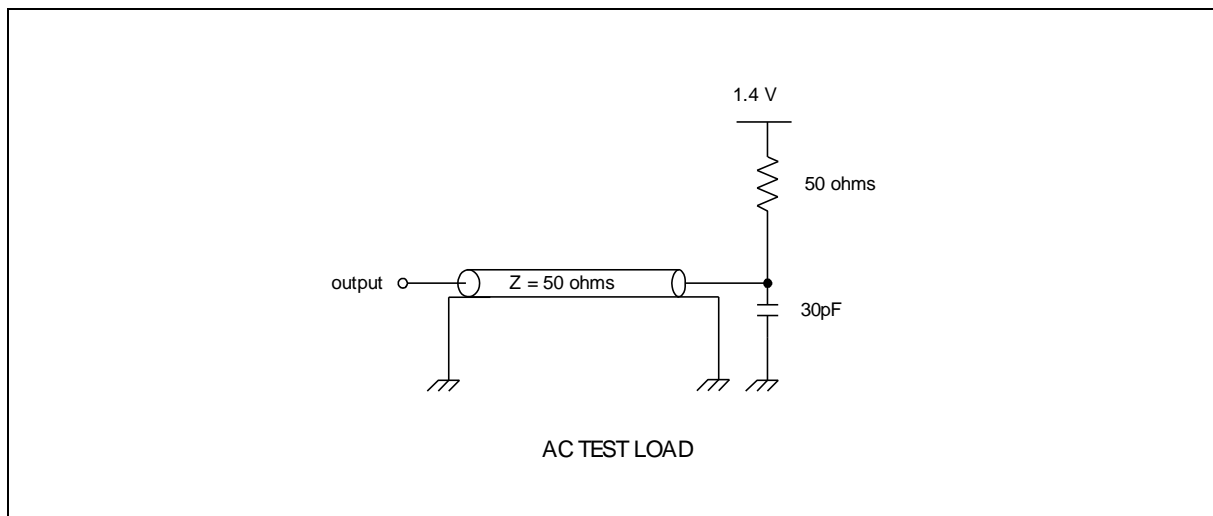 1.4 V
50 ohms
output
Z = 50 ohms
30pF
AC TEST LOAD